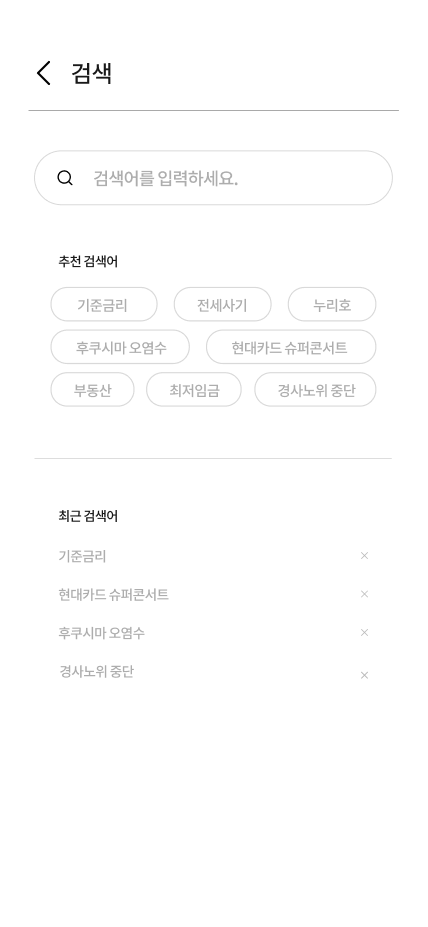 검색
검색어를 입력하세요.
추천 검색어
기준금리 전세사기 누리호
후쿠시마 오염수 현대카드 슈퍼콘서트
부동산 최저임금 경사노위 중단
최근 검색어
기준금리 ×
현대카드 슈퍼콘서트 ×
후쿠시마 오염수 ×
경사노위 중단 ×